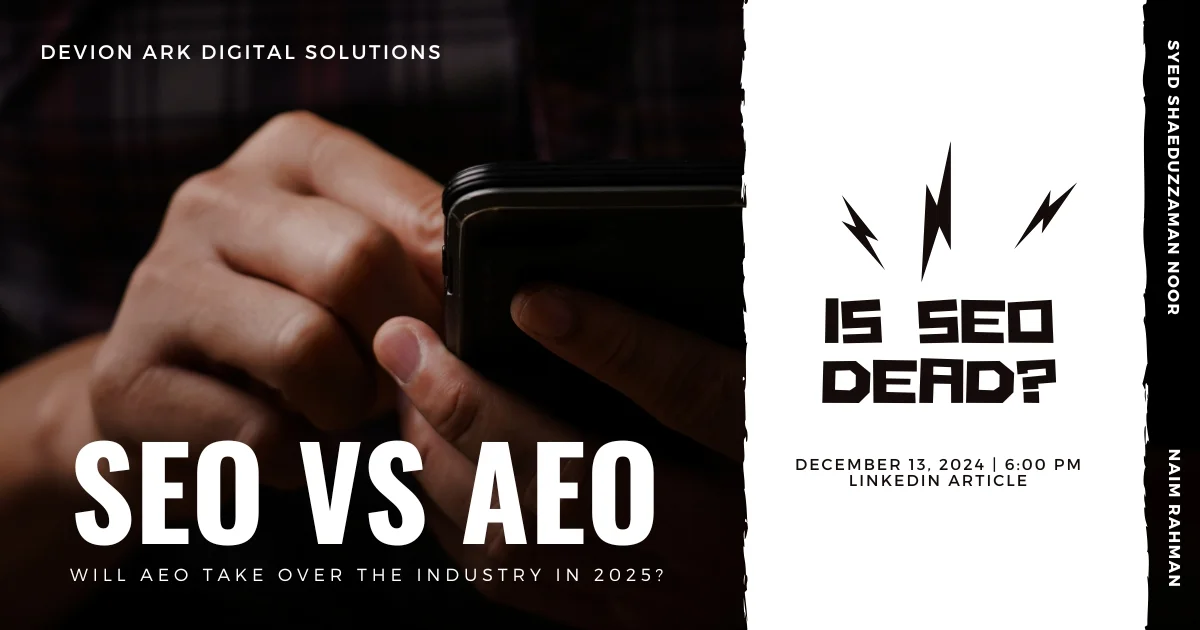 DEVION ARK DIGITAL SOLUTIONS
SEO VS AEO
WILL AEO TAKE OVER THE INDUSTRY IN 2025?
IS SEO
DEAD?
DECEMBER 13, 2024 | 6:00 PM
LINKEDIN ARTICLE
SYED SHAEDUZZAMAN NOOR
NAIM RAHMAN